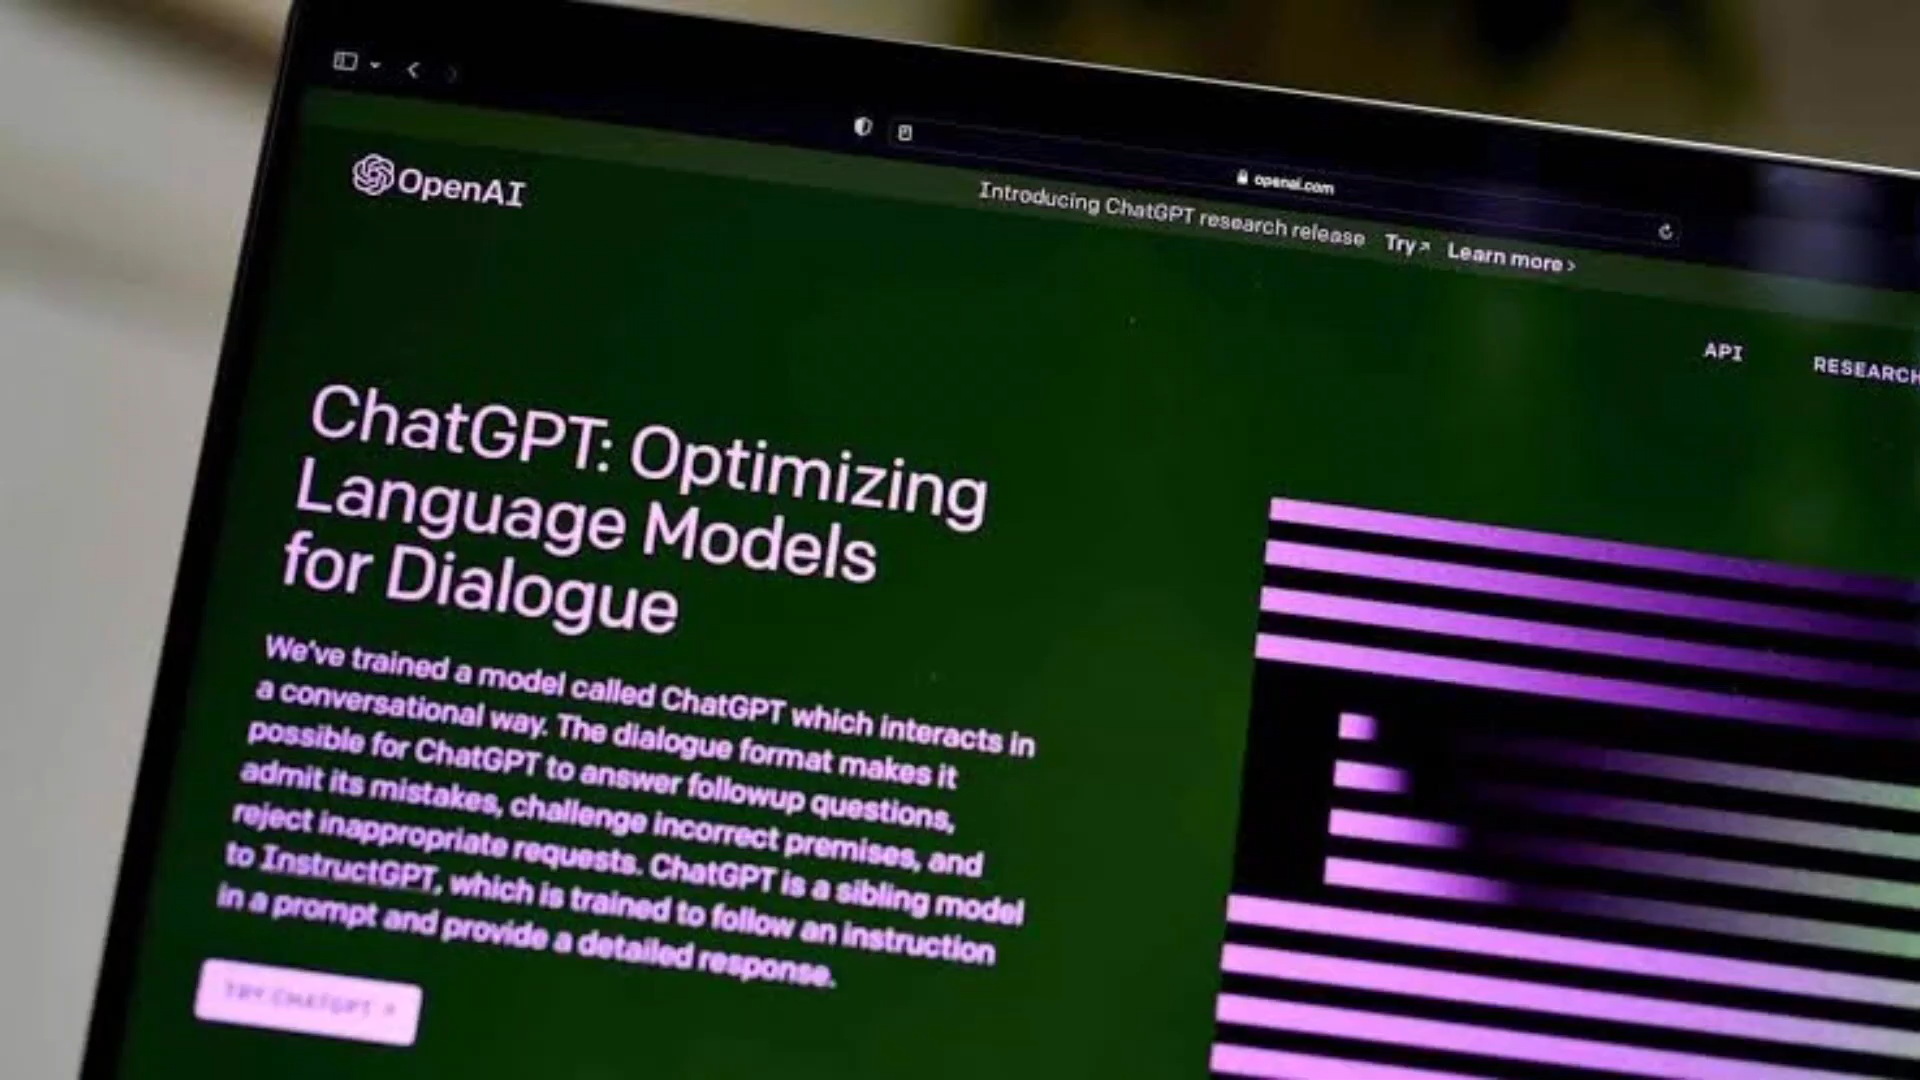 openai.com
Introducing ChatGPT research release Try↗ Learn more >
OpenAI
API RESEARCH
ChatGPT: Optimizing
Language Models
for Dialogue
We've trained a model called ChatGPT which interacts in
a conversational way. The dialogue format makes it
possible for ChatGPT to answer followup questions,
admit its mistakes, challenge incorrect premises, and
reject inappropriate requests. ChatGPT is a sibling model
to InstructGPT, which is trained to follow an instruction
in a prompt and provide a detailed response.
TRY CHATGPT ↗